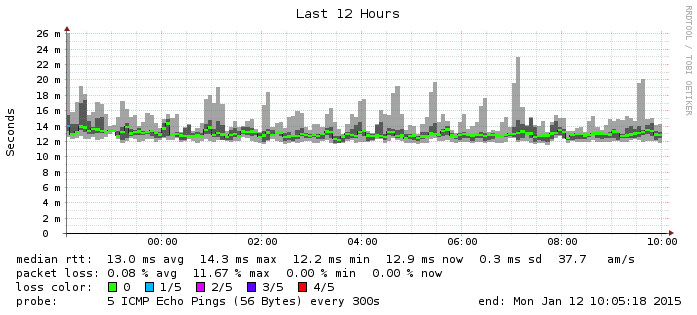 Last 12 Hours
RRDTOOL / TOBI OETIKER
Seconds
26 m
24 m
22 m
20 m
18 m
16 m
14 m
12 m
10 m
8 m
6 m
4 m
2 m
0
00:00 02:00 04:00 06:00 08:00 10:00
median rtt: 13.0 ms avg 14.3 ms max 12.2 ms min 12.9 ms now 0.3 ms sd 37.7 am/s
packet loss: 0.08 % avg 11.67 % max 0.00 % min 0.00 % now
loss color: 0 1/5 2/5 3/5 4/5
probe: 5 ICMP Echo Pings (56 Bytes) every 300s end: Mon Jan 12 10:05:18 2015